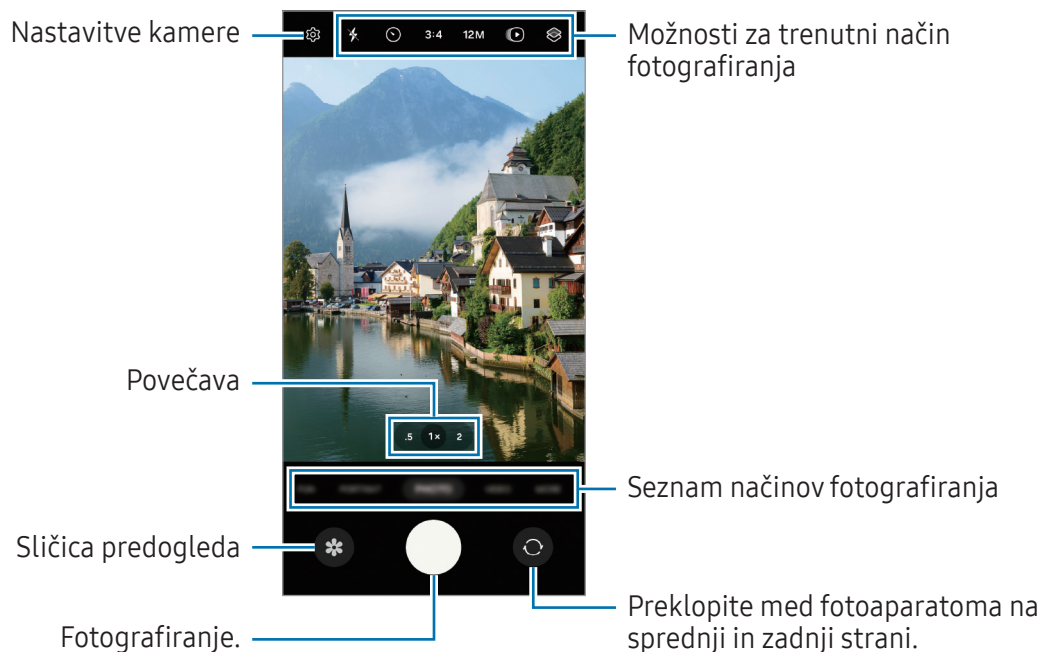 Nastavitve kamere
3:4
12M
Možnosti za trenutni način
fotografiranja
Povečava
.5
1×
2
PHOTO
Seznam načinov fotografiranja
Sličica predogleda
Fotografiranje.
Preklopite med fotoaparatoma na
sprednji in zadnji strani.